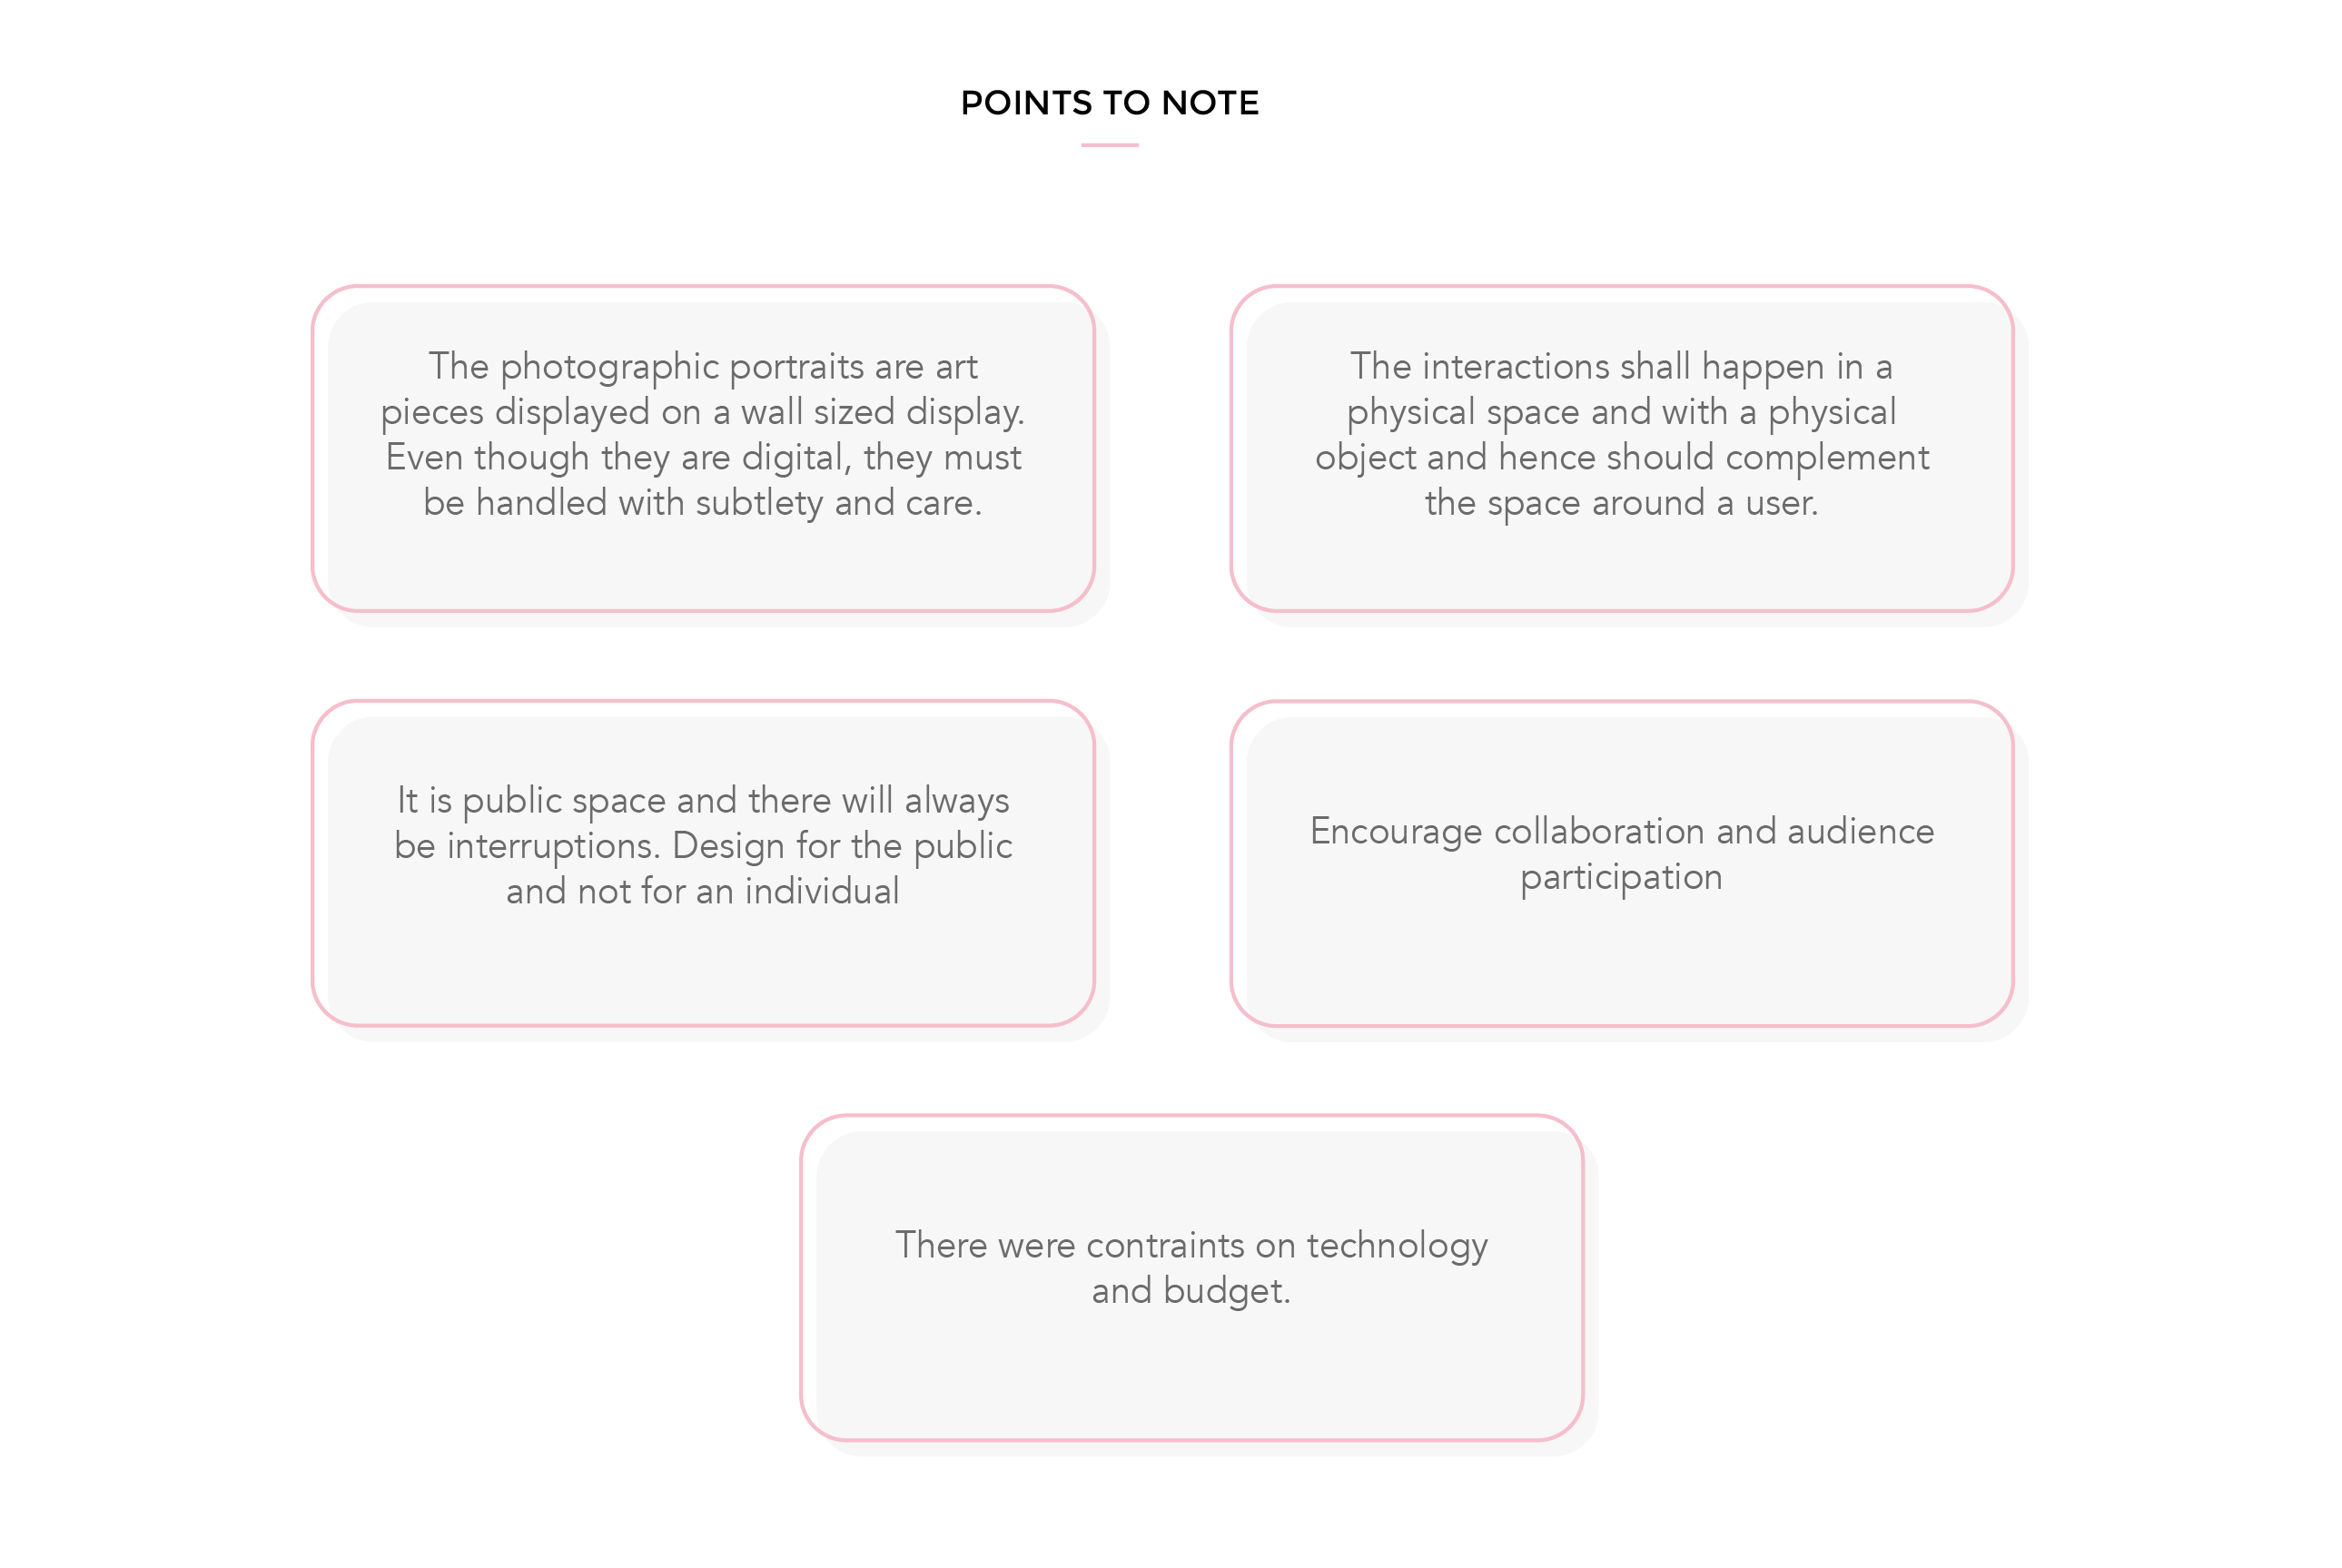 POINTS TO NOTE
The photographic portraits are art
pieces displayed on a wall sized display.
Even though they are digital, they must
be handled with subtlety and care.
The interactions shall happen in a
physical space and with a physical
object and hence should complement
the space around a user.
It is public space and there will always
be interruptions. Design for the public
and not for an individual
Encourage collaboration and audience
participation
There were contraints on technology
and budget.